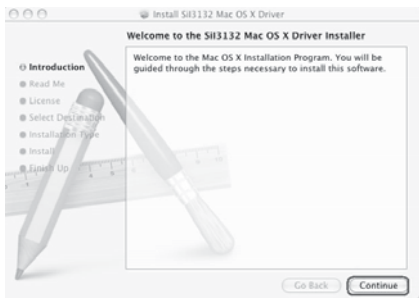 Install SiI3132 Mac OS X Driver
Welcome to the SiI3132 Mac OS X Driver Installer
Introduction
Read Me
License
Select Destination
Installation Type
Install
Finish Up
Welcome to the Mac OS X Installation Program. You will be
guided through the steps necessary to install this software.
Go Back
Continue